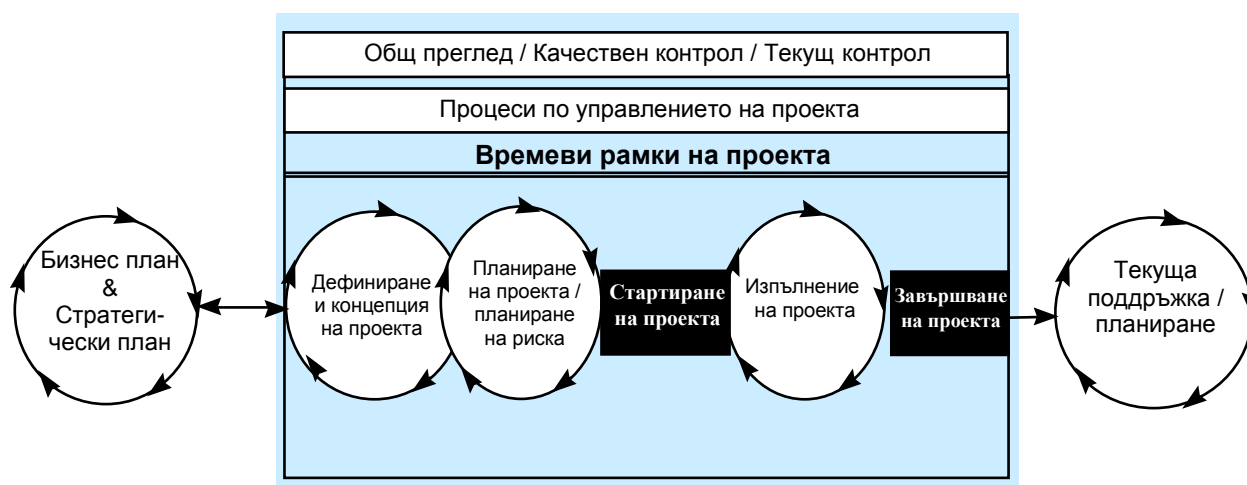 Общ преглед / Качествен контрол / Текущ контрол
Процеси по управлението на проекта
Времеви рамки на проекта
Бизнес план
&
Стратеги-
чески план
Дефиниране
и концепция
на проекта
Планиране
на проекта /
планиране
на риска
Стартиране
на проекта
Изпълнение
на проекта
Завършване
на проекта
Текуща
поддръжка /
планиране